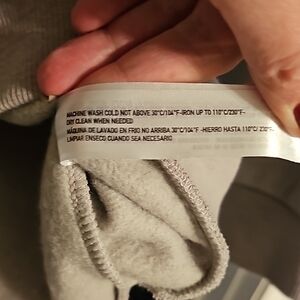 MACHINE WASH COLD NOT ABOVE 30°C/104°F-IRON UP TO 110°C/230°F-
DRY CLEAN WHEN NEEDED
MÁQUINA DE LAVADO EN FRIO NO ARRIBA 30°C/104°F -HIERRO HASTA 110°C/ 230°F-
LIMPIAR ENSECO CUANDO SEA NECESARIO